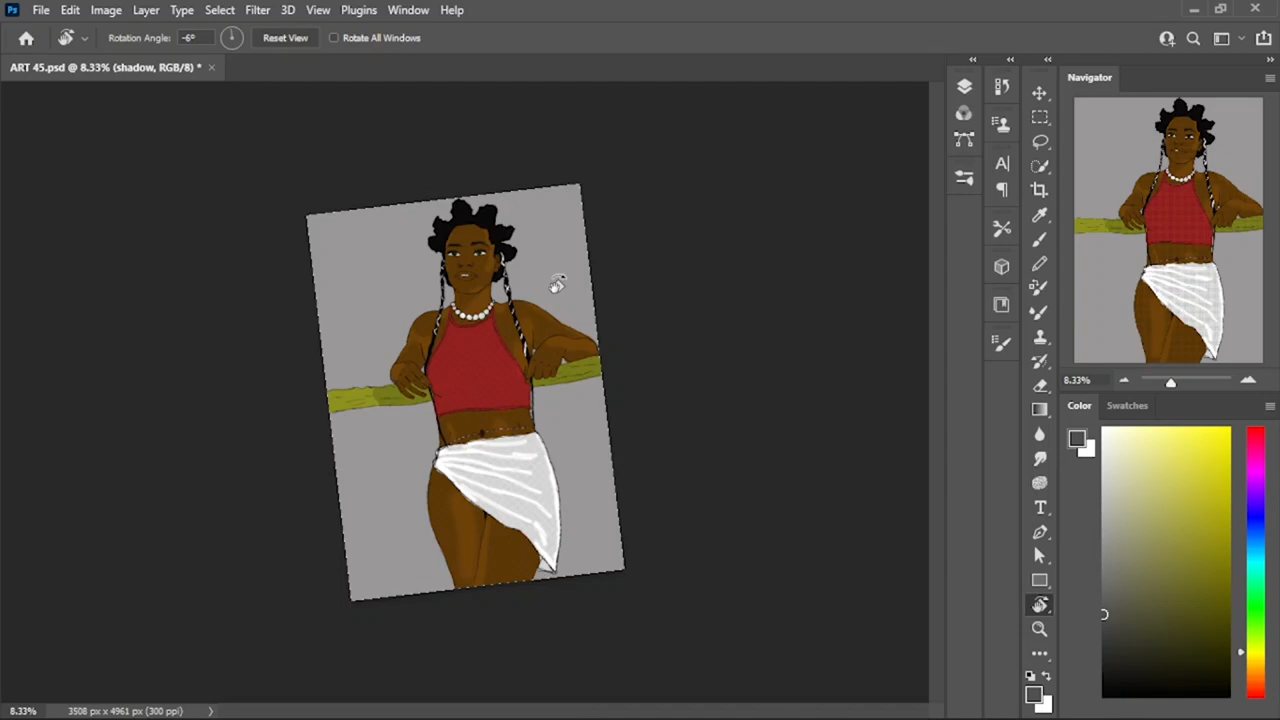 Ps File Edit Image Layer Type Select Filter 3D View Plugins Window Help
Rotation Angle: -6° Reset View Rotate All Windows
ART 45.psd @ 8.33% (shadow, RGB/8) * ×
Navigator
8.33%
Color Swatches
8.33% 3508 px x 4961 px (300 ppi)